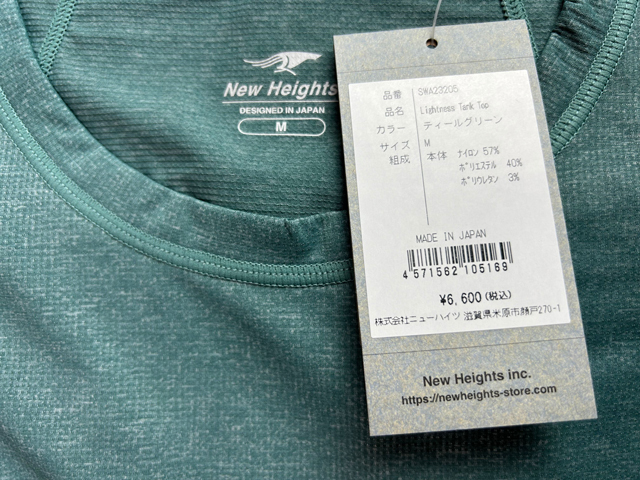 New Heights
DESIGNED IN JAPAN
M
品番 SWA23205
品名 Lightness Tank Top
カラー ティールグリーン
サイズ M
組成 本体 ナイロン 57%
ポリエステル 40%
ポリウレタン 3%
MADE IN JAPAN
4 571562 105169
¥6,600(税込)
株式会社ニューハイツ 滋賀県米原市顔戸270-1
New Heights inc.
https://newheights-store.com